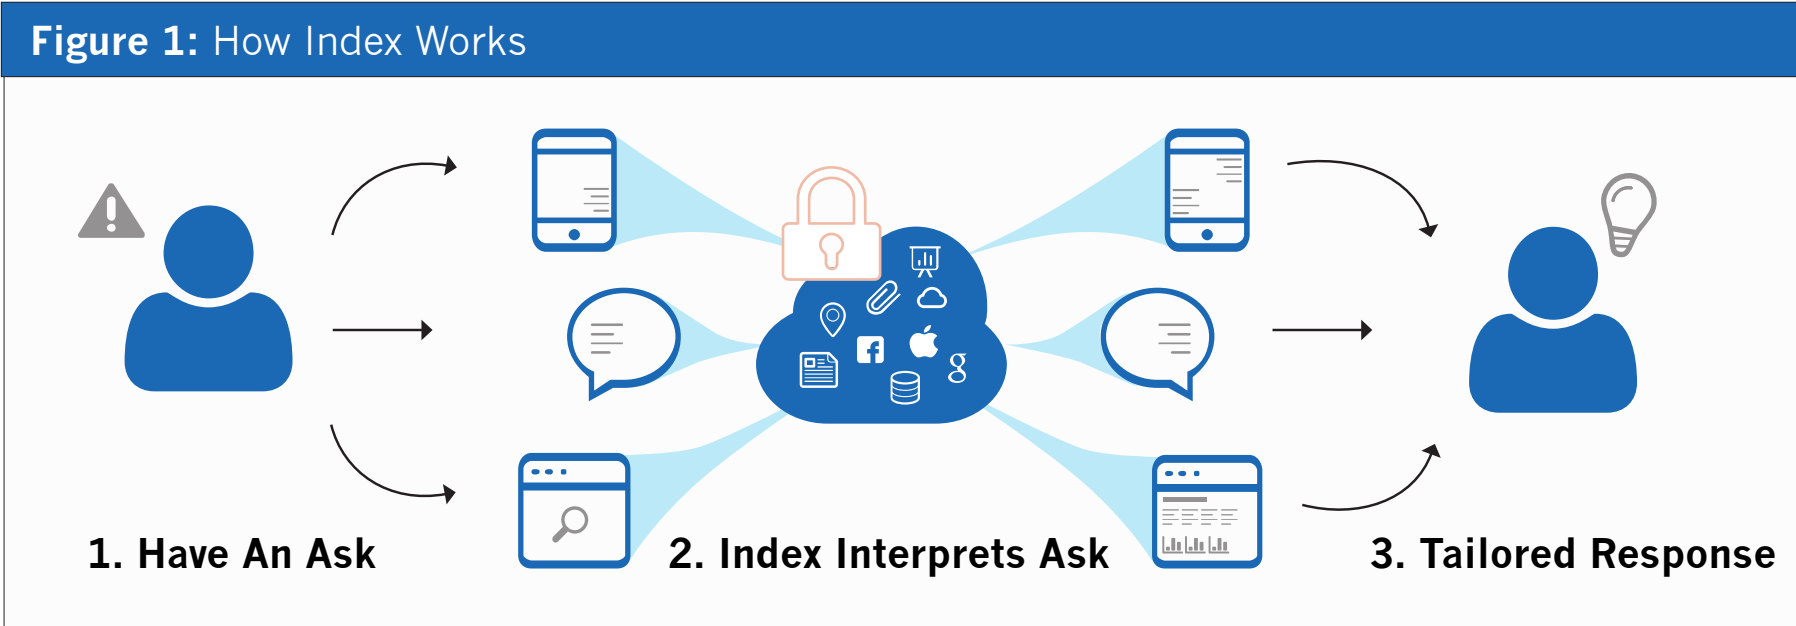 Figure 1: How Index Works
1. Have An Ask
2. Index Interprets Ask
3. Tailored Response